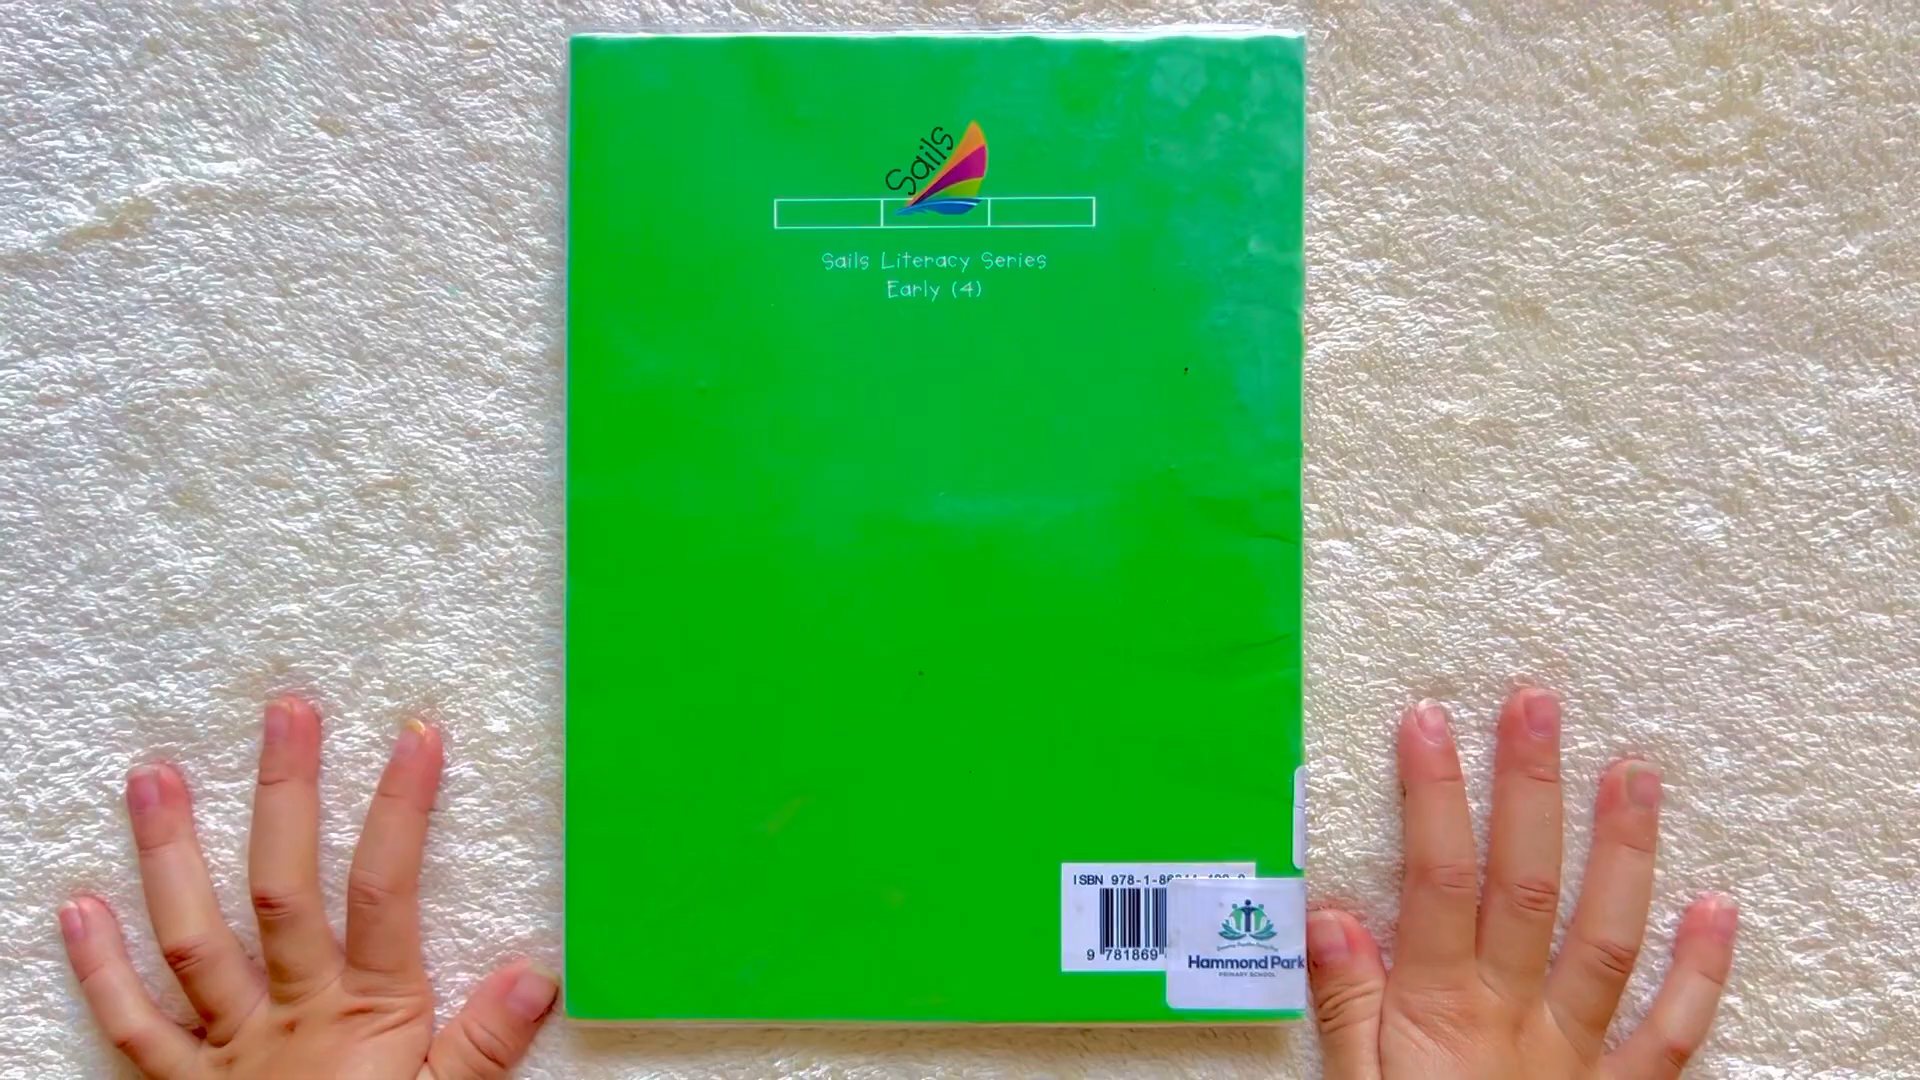 Sails
Sails Literacy Series
Early (4)
ISBN 978-1-86
9 781869
Hammond Park
PRIMARY SCHOOL